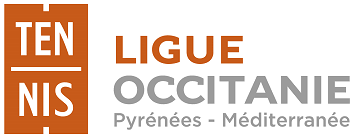 TEN
NIS
LIGUE
OCCITANIE
Pyrénées - Méditerranée